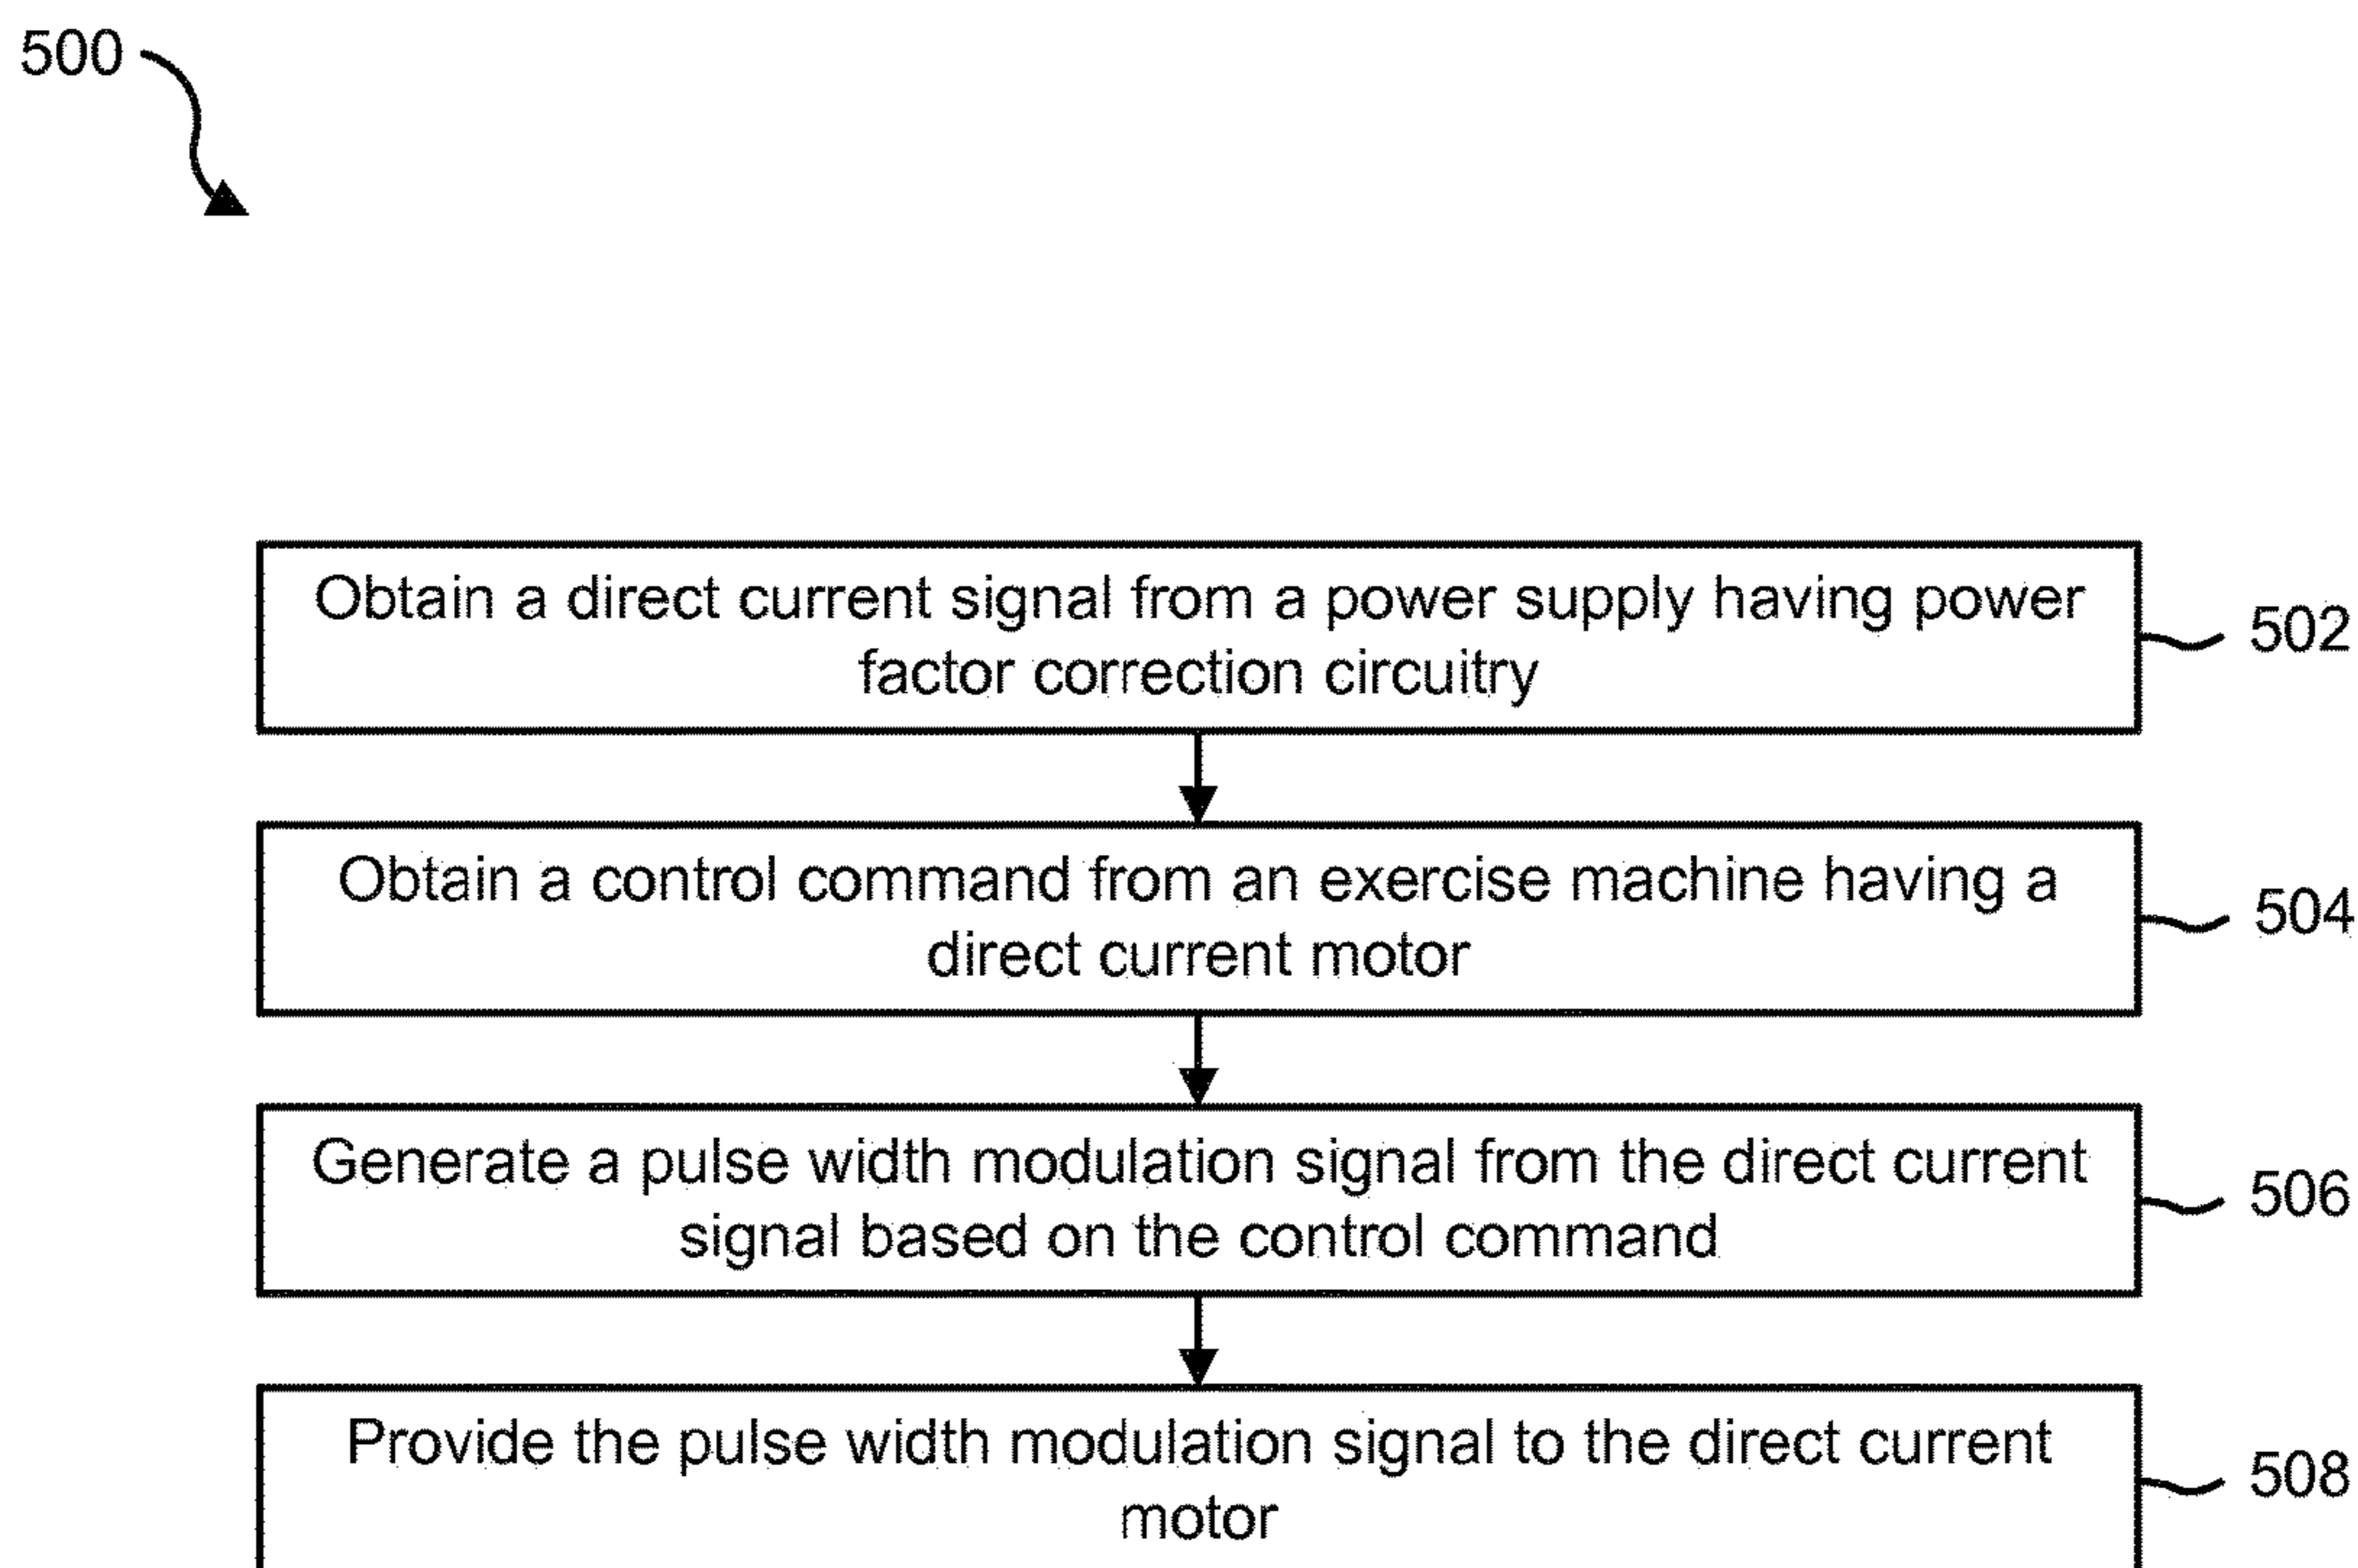 500
Obtain a direct current signal from a power supply having power
factor correction circuitry
502
Obtain a control command from an exercise machine having a
direct current motor
504
Generate a pulse width modulation signal from the direct current
signal based on the control command
506
Provide the pulse width modulation signal to the direct current
motor
508